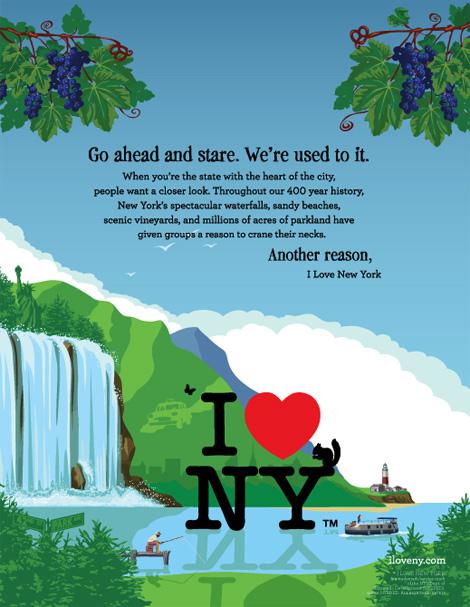 Go ahead and stare. We're used to it.
When you're the state with the heart of the city,
people want a closer look. Throughout our 400 year history,
New York's spectacular waterfalls, sandy beaches,
scenic vineyards, and millions of acres of parkland have
given groups a reason to crane their necks.
Another reason,
I Love New York
I ♥
NY™
PARK
iloveny.com